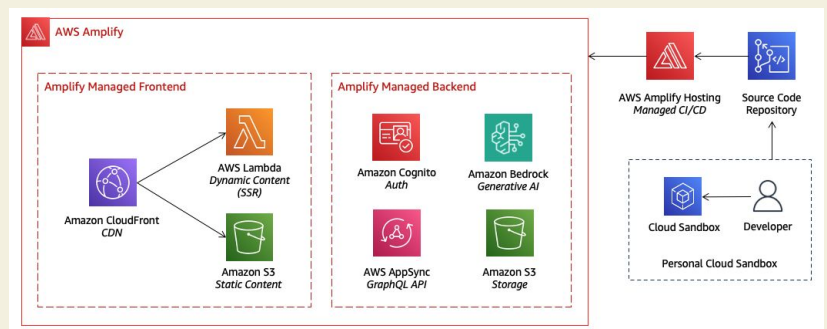 AWS Amplify
Amplify Managed Frontend
Amazon CloudFront
CDN
AWS Lambda
Dynamic Content
(SSR)
Amazon S3
Static Content
Amplify Managed Backend
Amazon Cognito
Auth
Amazon Bedrock
Generative AI
AWS AppSync
GraphQL API
Amazon S3
Storage
AWS Amplify Hosting
Managed CI/CD
Source Code
Repository
Cloud Sandbox
Developer
Personal Cloud Sandbox